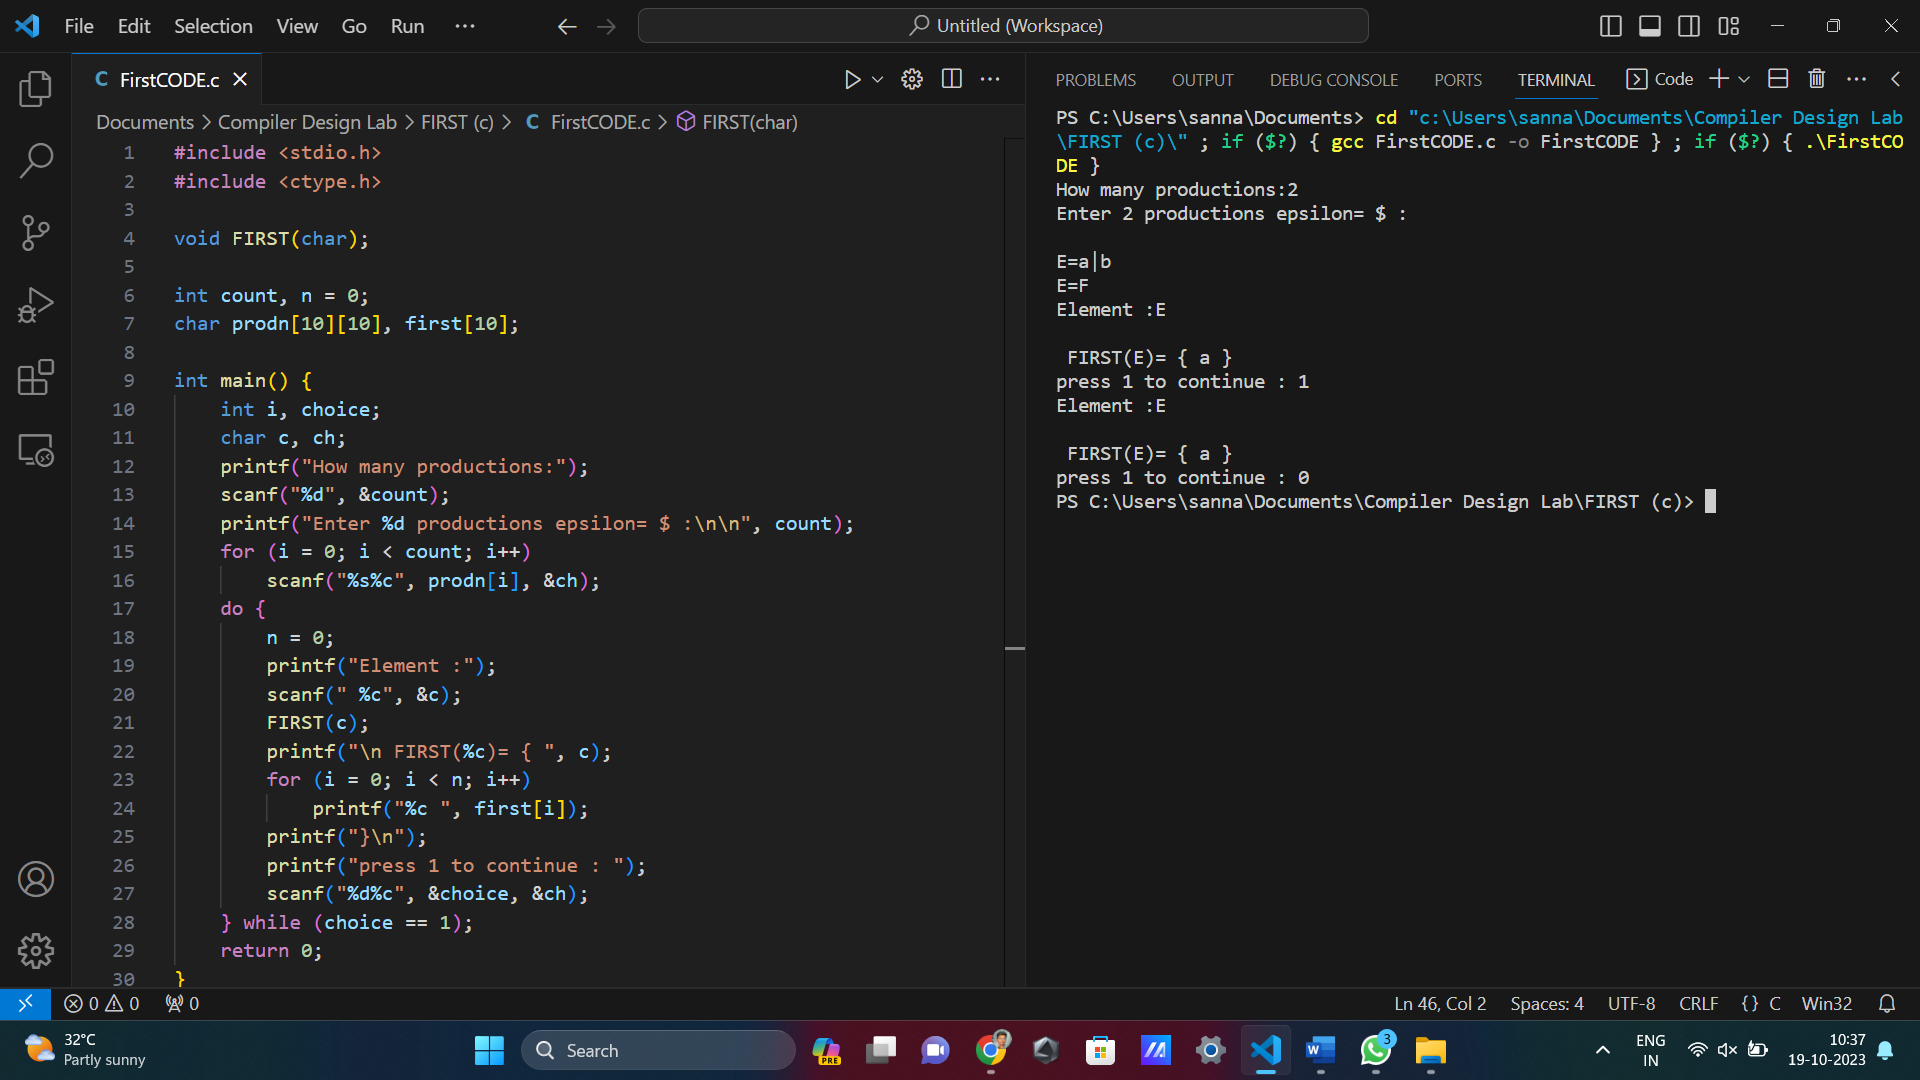 File Edit Selection View Go Run ···
Untitled (Workspace)
C FirstCODE.c
Documents > Compiler Design Lab > FIRST (c) > C FirstCODE.c > FIRST(char)
1 #include <stdio.h>
2 #include <ctype.h>
3
4 void FIRST(char);
5
6 int count, n = 0;
7 char prodn[10][10], first[10];
8
9 int main() {
10     int i, choice;
11     char c, ch;
12     printf("How many productions:");
13     scanf("%d", &count);
14     printf("Enter %d productions epsilon= $ :\n\n", count);
15     for (i = 0; i < count; i++)
16         scanf("%s%c", prodn[i], &ch);
17     do {
18         n = 0;
19         printf("Element :");
20         scanf(" %c", &c);
21         FIRST(c);
22         printf("\n FIRST(%c)= { ", c);
23         for (i = 0; i < n; i++)
24             printf("%c ", first[i]);
25         printf("}\n");
26         printf("press 1 to continue : ");
27         scanf("%d%c", &choice, &ch);
28     } while (choice == 1);
29     return 0;
30 }
PROBLEMS OUTPUT DEBUG CONSOLE PORTS TERMINAL Code
PS C:\Users\sanna\Documents> cd "c:\Users\sanna\Documents\Compiler Design Lab
\FIRST (c)\" ; if ($?) { gcc FirstCODE.c -o FirstCODE } ; if ($?) { .\FirstCO
DE }
How many productions:2
Enter 2 productions epsilon= $ :

E=a|b
E=F
Element :E

 FIRST(E)= { a }
press 1 to continue : 1
Element :E

 FIRST(E)= { a }
press 1 to continue : 0
PS C:\Users\sanna\Documents\Compiler Design Lab\FIRST (c)>
0 0 0
Ln 46, Col 2 Spaces: 4 UTF-8 CRLF {} C Win32
32°C
Partly sunny
Search
PRE
3
ENG
IN
10:37
19-10-2023